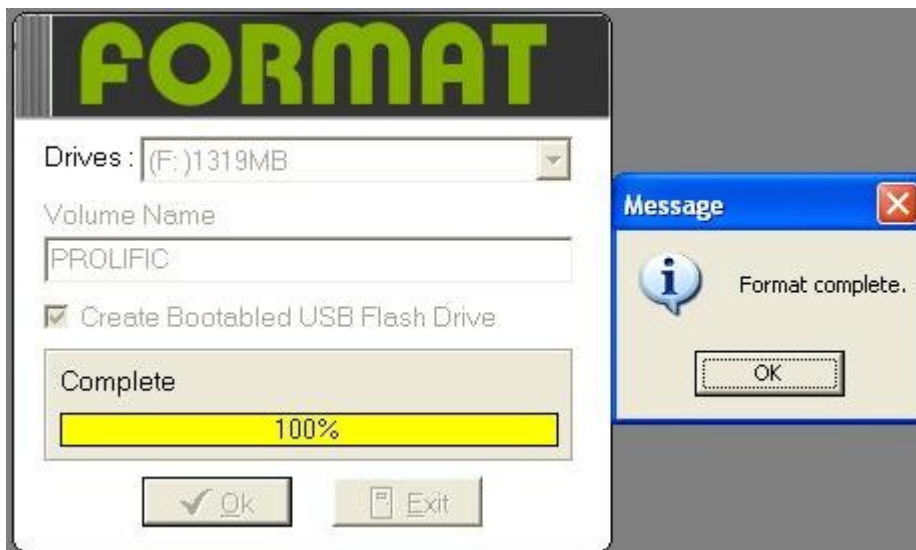 FORMAT
Drives : (F:)1319MB
Volume Name
PROLIFIC
Create Bootabled USB Flash Drive
Complete
100%
Ok
Exit
Message
Format complete.
OK